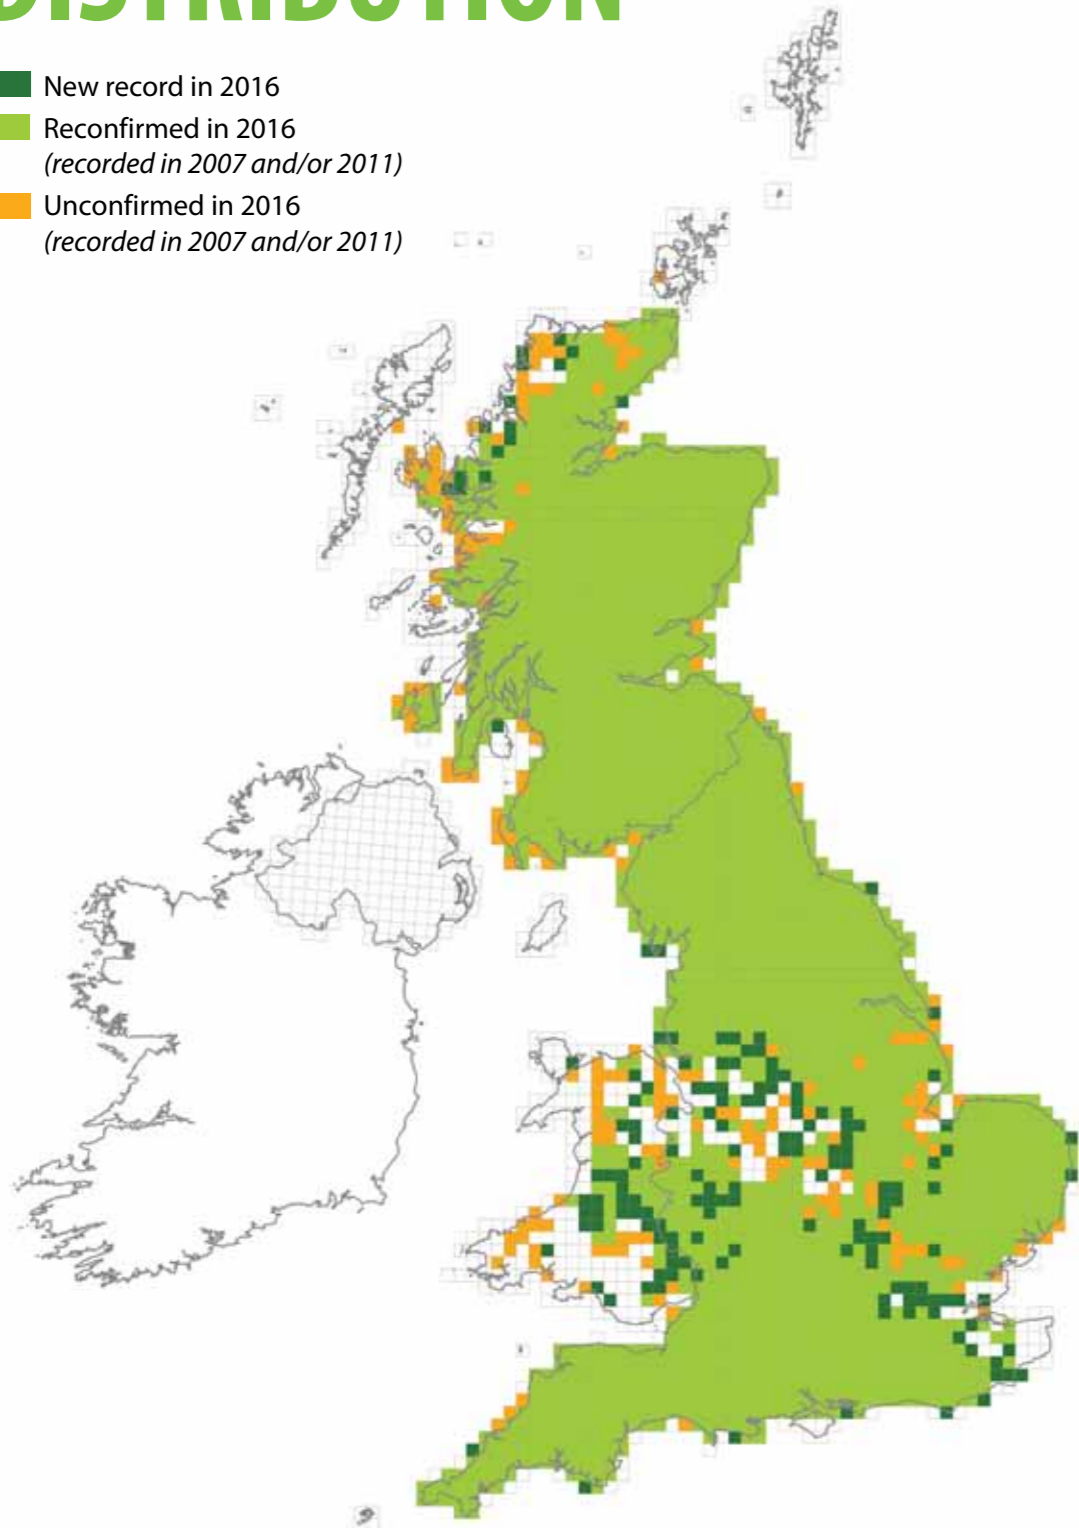 DISTRIBUTION
New record in 2016
Reconfirmed in 2016
(recorded in 2007 and/or 2011)
Unconfirmed in 2016
(recorded in 2007 and/or 2011)